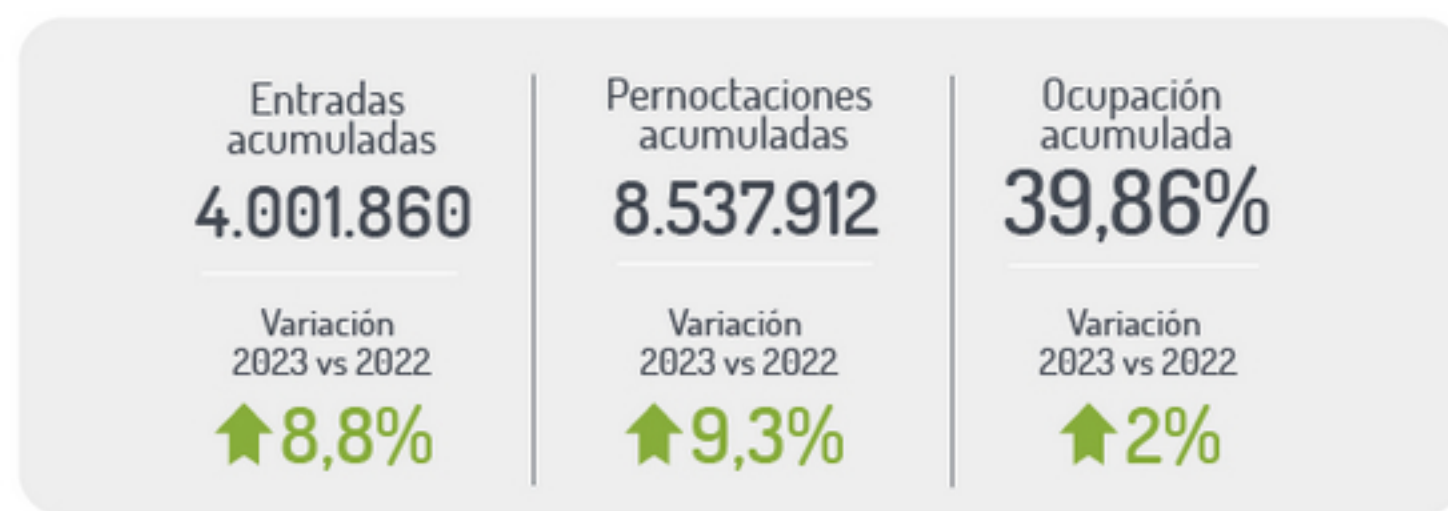 Entradas
acumuladas
4.001.860
Variación
2023 vs 2022
8,8%
Pernoctaciones
acumuladas
8.537.912
Variación
2023 vs 2022
9,3%
Ocupación
acumulada
39,86%
Variación
2023 vs 2022
2%